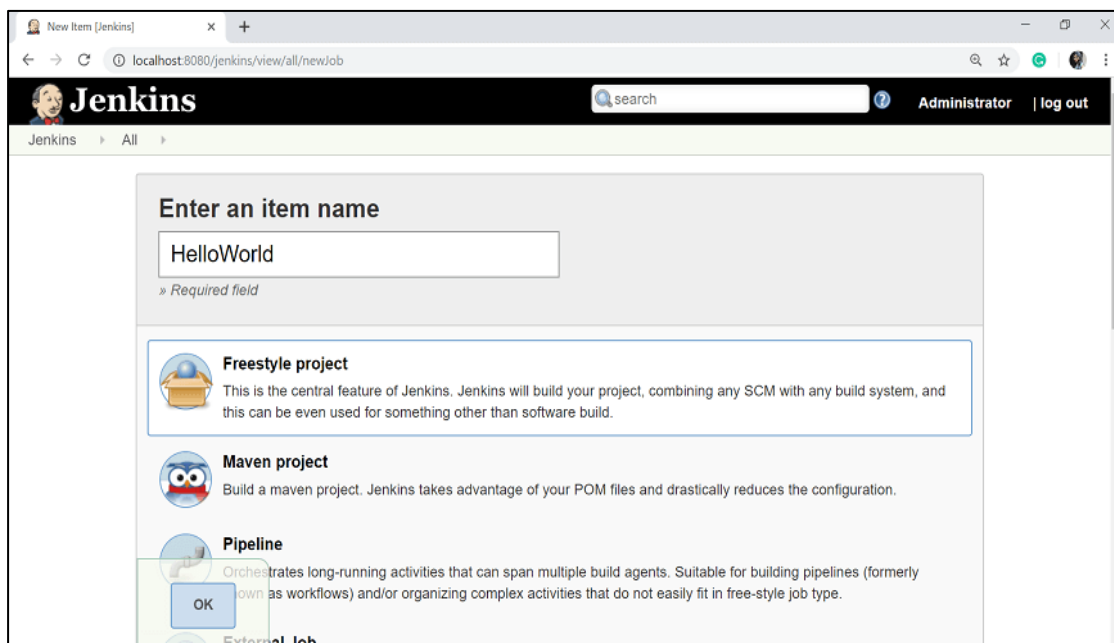 New Item [Jenkins]
localhost:8080/jenkins/view/all/newJob
Jenkins
search
Administrator
| log out
Jenkins
All
Enter an item name
HelloWorld
» Required field
Freestyle project
This is the central feature of Jenkins. Jenkins will build your project, combining any SCM with any build system, and
this can be even used for something other than software build.
Maven project
Build a maven project. Jenkins takes advantage of your POM files and drastically reduces the configuration.
Pipeline
Orchestrates long-running activities that can span multiple build agents. Suitable for building pipelines (formerly
as workflows) and/or organizing complex activities that do not easily fit in free-style job type.
OK
External Job